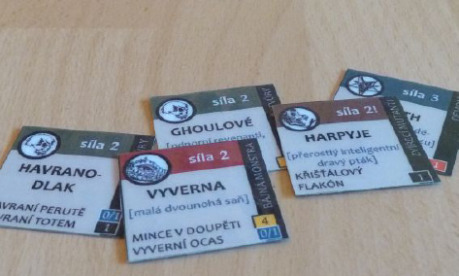 síla 2
GHOULOVÉ
síla 3
síla 2
HAVRANO-
DLAK
VRANÍ PERUTĚ
VRANÍ TOTEM
0/1
1
síla 2
VYVERNA
[malá dvounohá saň]
MINCE V DOUPĚTI
VYVERNÍ OCAS
BÁJNÁ MONSTRA
4
0/1
síla 2!
HARPYJE
[přerostlý inteligentní
dravý pták]
KŘIŠŤÁLOVÝ
FLAKÓN
1